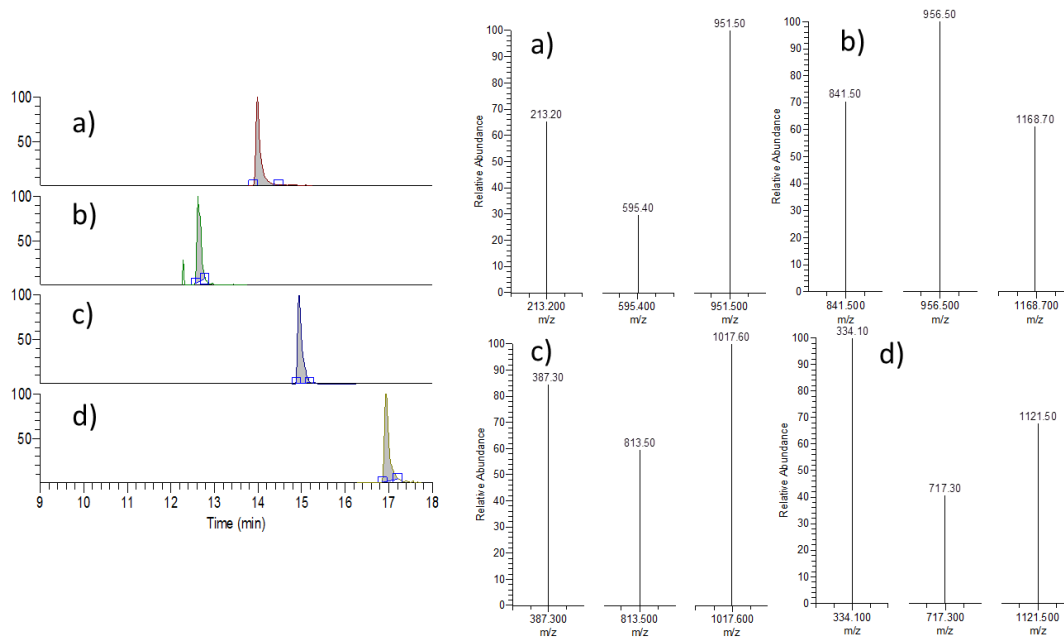 100
50
a)
100
50
b)
100
50
c)
100
50
d)
9 10 11 12 13 14 15 16 17 18
Time (min)
a)
Relative Abundance
100
90
80
70
60
50
40
30
20
10
0
213.20
595.40
951.50
213.200 595.400 951.500
m/z m/z m/z
b)
Relative Abundance
100
90
80
70
60
50
40
30
20
10
0
841.50
956.50
1168.70
841.500 956.500 1168.700
m/z m/z m/z
c)
Relative Abundance
100
90
80
70
60
50
40
30
20
10
0
387.30
813.50
1017.60
387.300 813.500 1017.600
m/z m/z m/z
d)
Relative Abundance
100
90
80
70
60
50
40
30
20
10
0
334.10
717.30
1121.50
334.100 717.300 1121.500
m/z m/z m/z